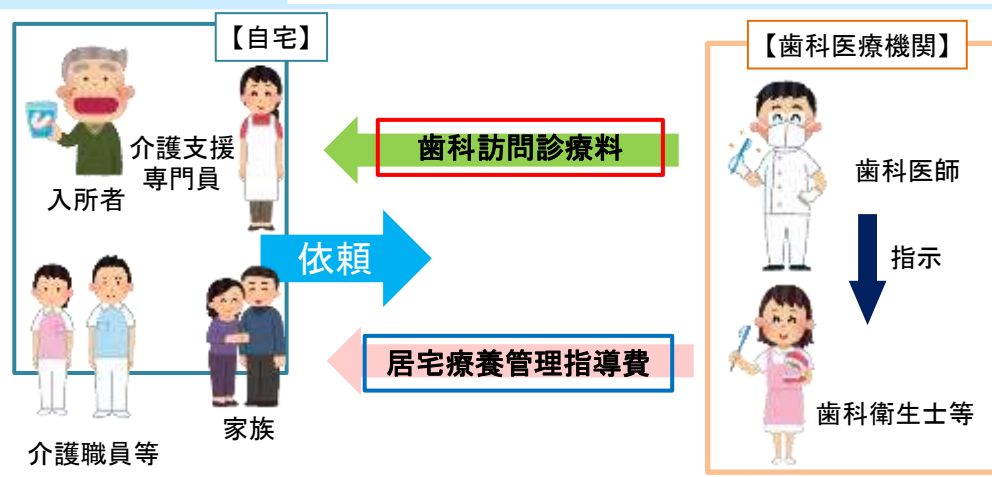 【自宅】
【歯科医療機関】
介護支援
専門員
入所者
歯科訪問診療料
歯科医師
依頼
指示
居宅療養管理指導費
歯科衛生士等
家族
介護職員等